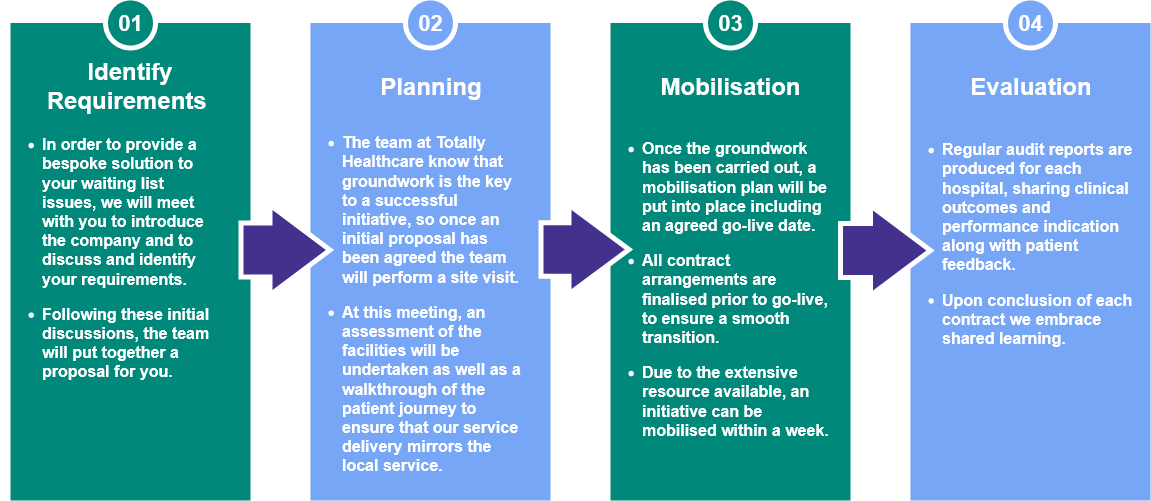 01
Identify
Requirements
• In order to provide a
bespoke solution to
your waiting list
issues, we will meet
with you to introduce
the company and to
discuss and identify
your requirements.
• Following these initial
discussions, the team
will put together a
proposal for you.
02
Planning
• The team at Totally
Healthcare know that
groundwork is the key
to a successful
initiative, so once an
initial proposal has
been agreed the team
will perform a site visit.
• At this meeting, an
assessment of the
facilities will be
undertaken as well as a
walkthrough of the
patient journey to
ensure that our service
delivery mirrors the
local service.
03
Mobilisation
• Once the groundwork
has been carried out, a
mobilisation plan will be
put into place including
an agreed go-live date.
• All contract
arrangements are
finalised prior to go-live,
to ensure a smooth
transition.
• Due to the extensive
resource available, an
initiative can be
mobilised within a week.
04
Evaluation
• Regular audit reports are
produced for each
hospital, sharing clinical
outcomes and
performance indication
along with patient
feedback.
• Upon conclusion of each
contract we embrace
shared learning.